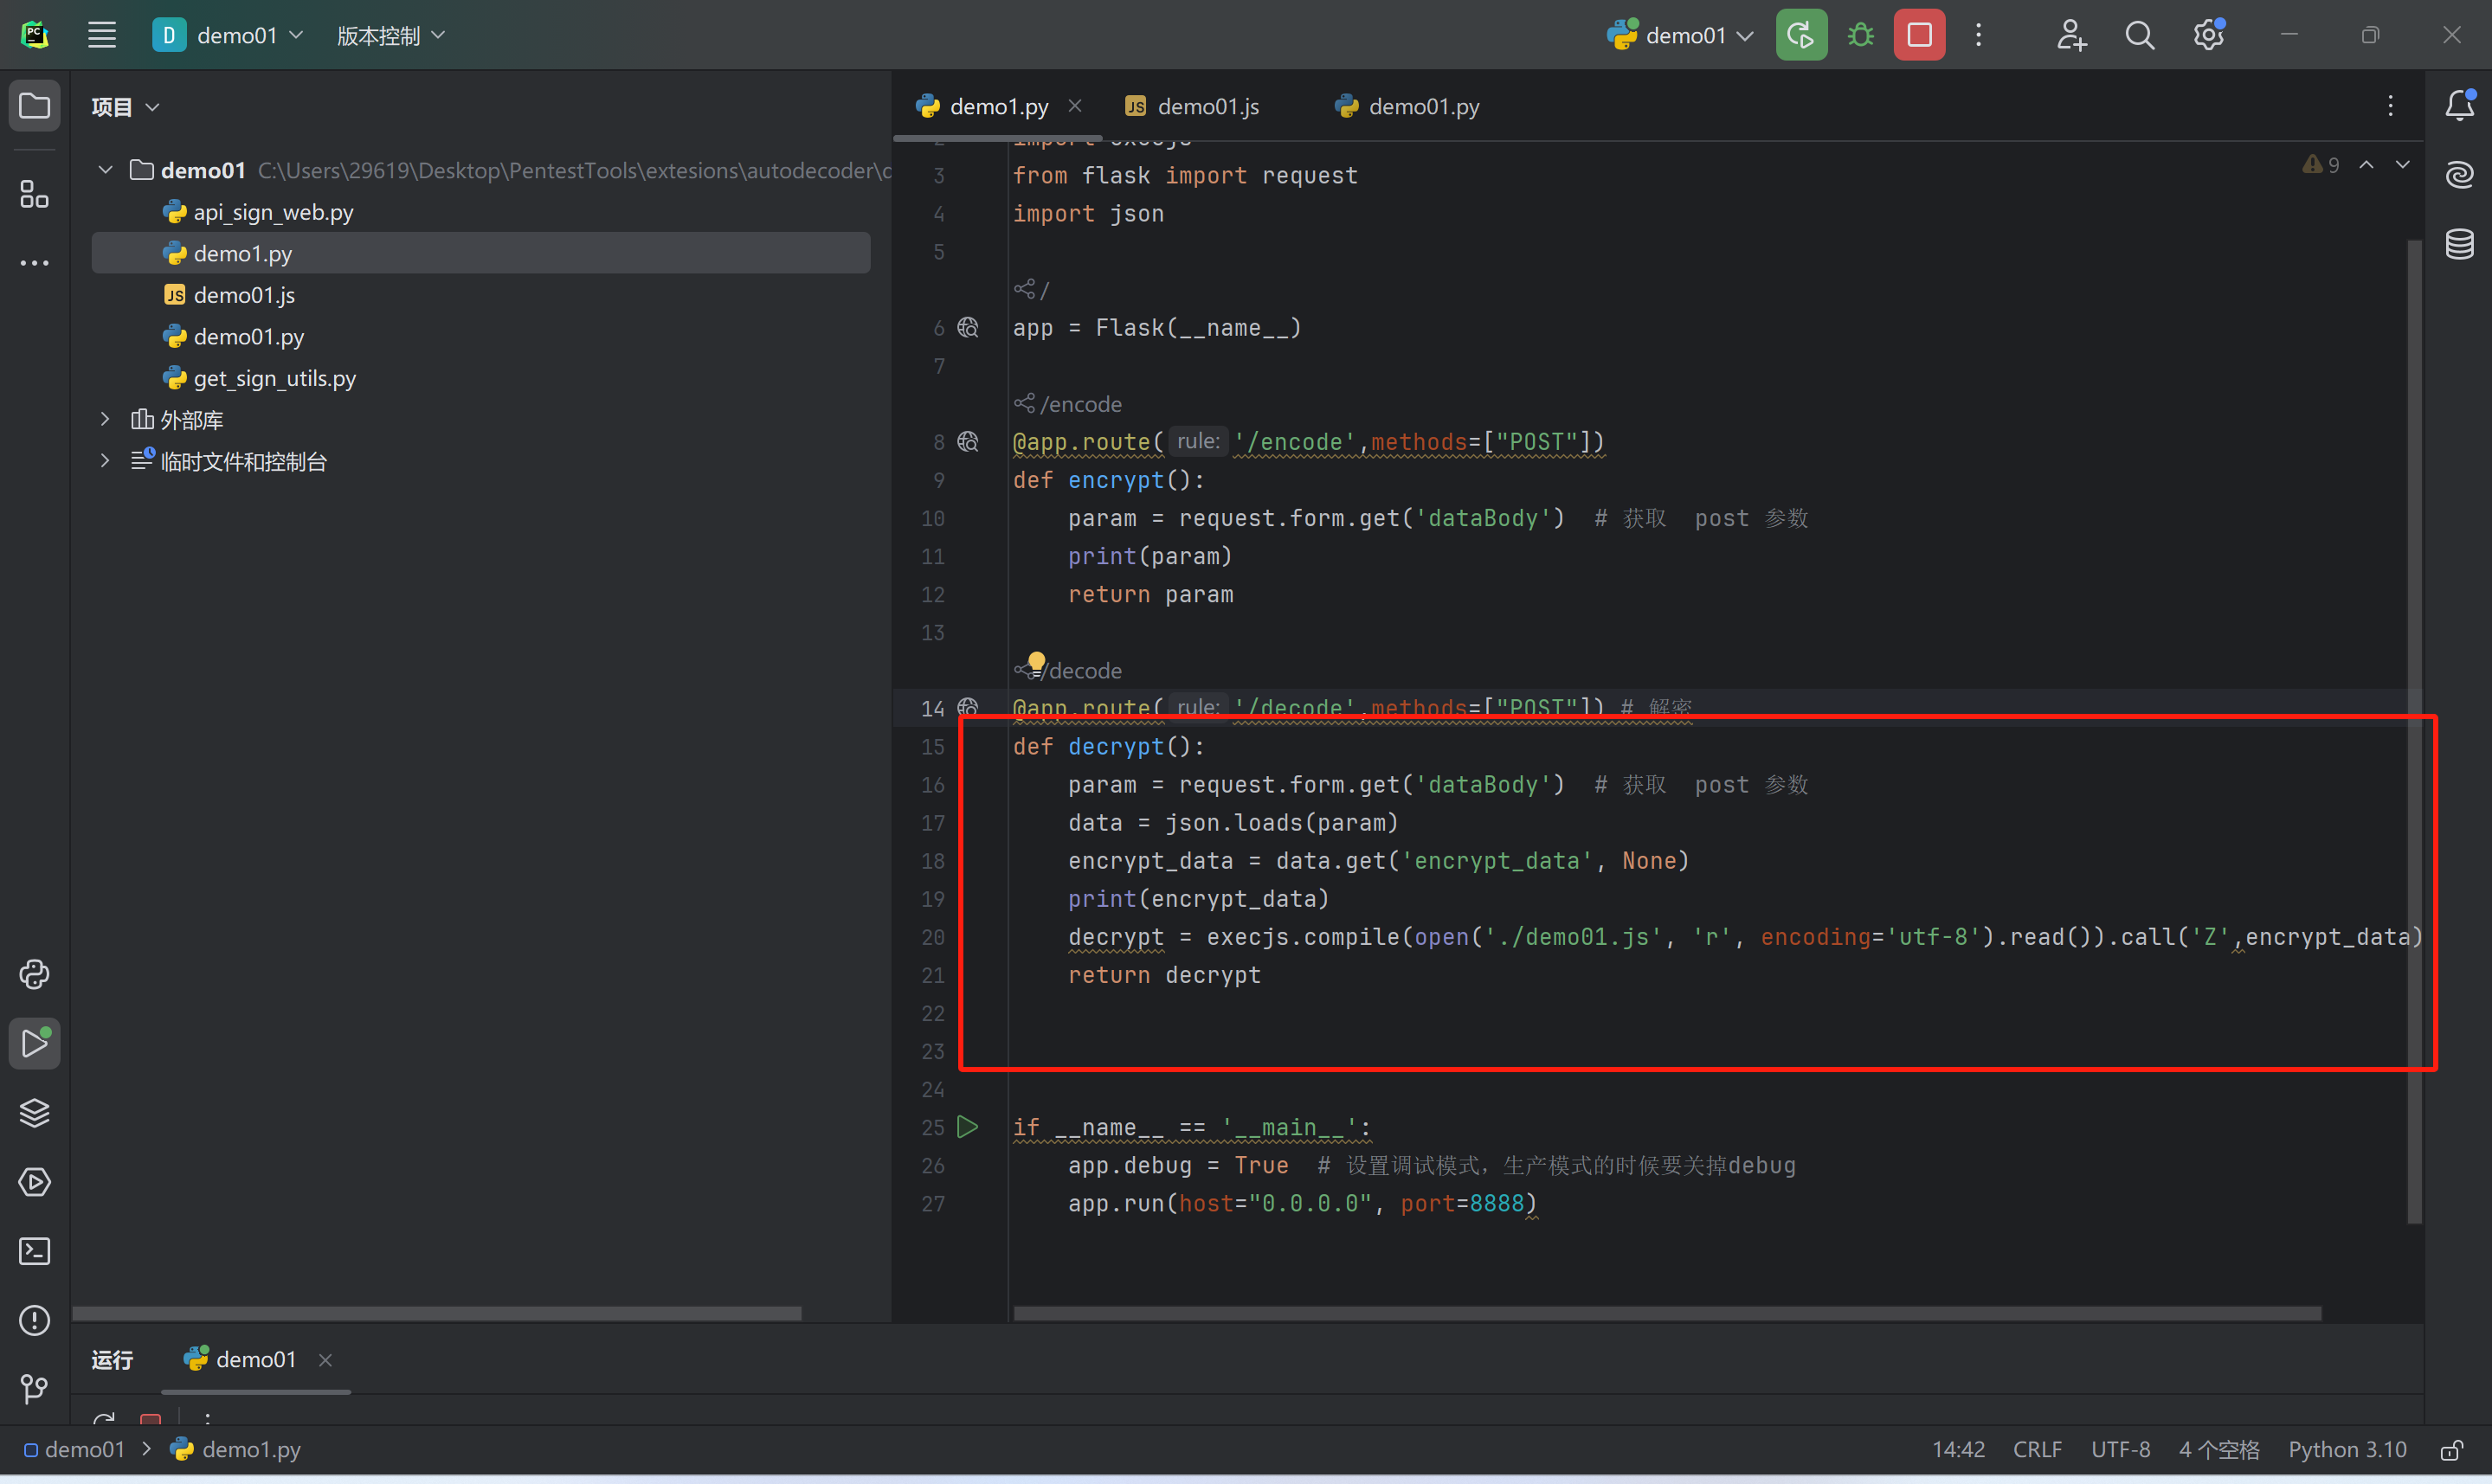 PC
D demo01 版本控制
demo01
项目
demo01 C:\Users\29619\Desktop\PentestTools\extesions\autodecoder\
api_sign_web.py
demo1.py
JS demo01.js
demo01.py
get_sign_utils.py
外部库
临时文件和控制台
demo1.py
JS demo01.js
demo01.py
9
2 import execjs
3 from flask import request
4 import json
5
/
6 app = Flask(__name__)
7
/encode
8 @app.route( rule: '/encode',methods=["POST"])
9 def encrypt():
10 param = request.form.get('dataBody') # 获取 post 参数
11 print(param)
12 return param
13
/decode
14 @app.route( rule: '/decode',methods=["POST"]) # 解密
15 def decrypt():
16 param = request.form.get('dataBody') # 获取 post 参数
17 data = json.loads(param)
18 encrypt_data = data.get('encrypt_data', None)
19 print(encrypt_data)
20 decrypt = execjs.compile(open('./demo01.js', 'r', encoding='utf-8').read()).call('Z',encrypt_data)
21 return decrypt
22
23
24
25 if __name__ == '__main__':
26 app.debug = True # 设置调试模式，生产模式的时候要关掉debug
27 app.run(host="0.0.0.0", port=8888)
运行 demo01
demo01 > demo1.py
14:42 CRLF UTF-8 4 个空格 Python 3.10